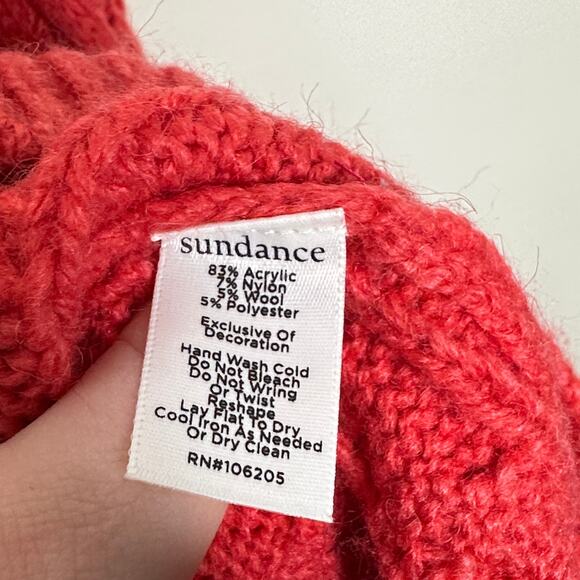 sundance
83% Acrylic
7% Nylon
5% Wool
5% Polyester
Exclusive Of
Decoration
Hand Wash Cold
Do Not Bleach
Do Not Wring
Or Twist
Reshape
Lay Flat To Dry
Cool Iron As Needed
Or Dry Clean
RN#106205